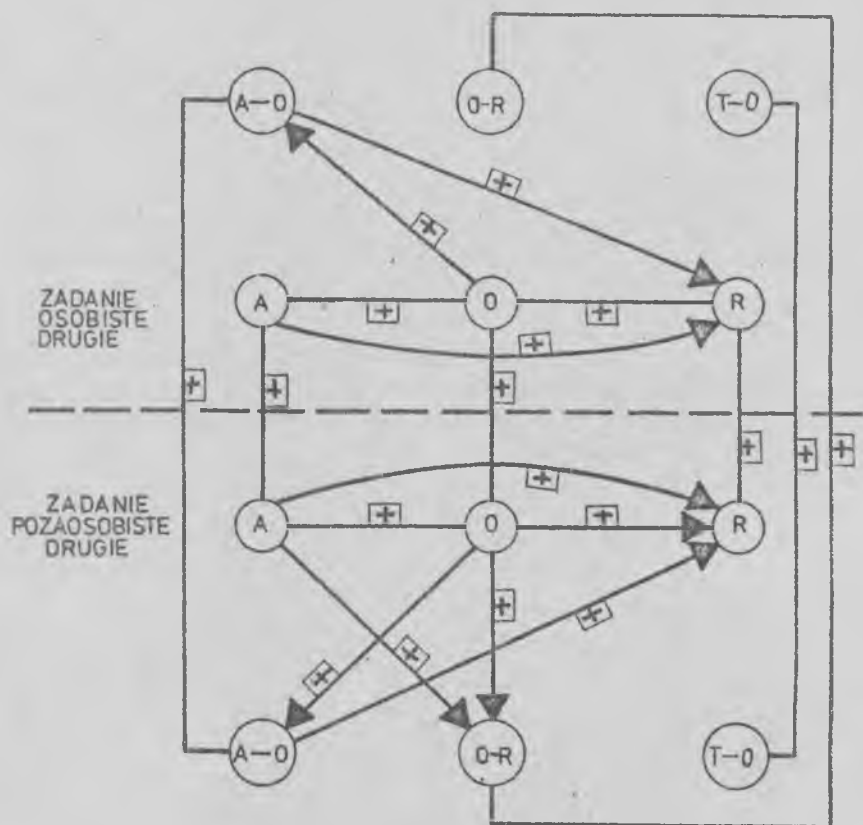 A—O O-R T—O
+
+
ZADANIE
OSOBISTE
DRUGIE
A O R
+ +
+
+ + +
+ + +
ZADANIE
POZAOSOBISTE
DRUGIE
+
A O R
+ +
+ +
+ +
A—O O-R T—O